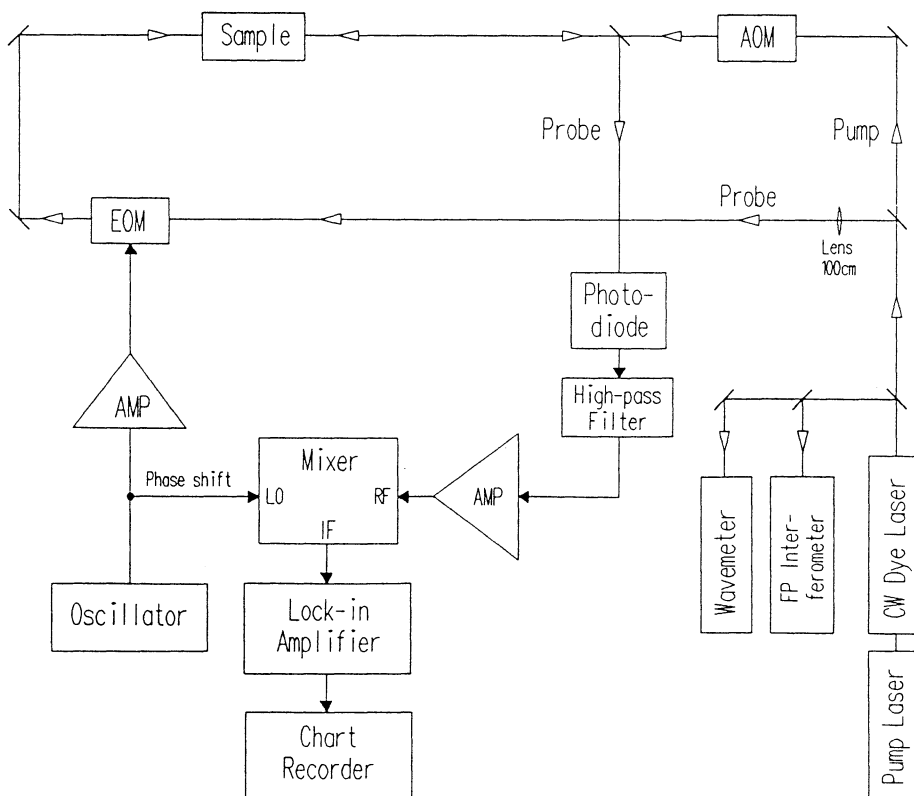 Sample
AOM
Probe
Pump
Probe
EOM
Lens
100cm
Photo-
diode
High-pass
Filter
AMP
Phase shift
Mixer
LO
RF
IF
AMP
Oscillator
Lock-in
Amplifier
Chart
Recorder
Wavemeter
FP Inter-
ferometer
CW Dye Laser
Pump Laser